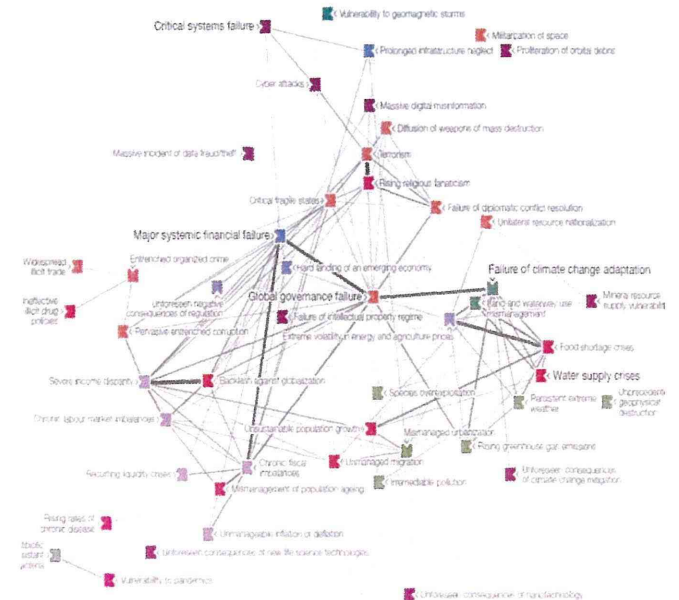 Vulnerability to geomagnetic storms
Critical systems failure
Militarization of space
Prolonged infrastructure neglect
Proliferation of orbital debris
Cyber attacks
Massive digital misinformation
Diffusion of weapons of mass destruction
Massive incident of data fraud/theft
Terrorism
Rising religious fanaticism
Critical fragile states
Failure of diplomatic conflict resolution
Unilateral resource nationalization
Major systemic financial failure
Widespread
illicit trade
Entrenched organized crime
Hard landing of an emerging economy
Failure of climate change adaptation
Unforeseen negative
consequences of regulation
Global governance failure
Land and waterway use
mismanagement
Mineral resource
supply vulnerability
Ineffective
illicit drug
policies
Failure of intellectual property regime
Pervasive entrenched corruption
Extreme volatility in energy and agriculture prices
Food shortage crises
Severe income disparity
Backlash against globalization
Water supply crises
Species overexploitation
Persistent extreme
weather
geophysical
destruction
Chronic labour market imbalances
Unsustainable population growth
Mismanaged urbanization
Rising greenhouse gas emissions
Recurring liquidity crises
Chronic fiscal
imbalances
Unmanaged migration
Unforeseen consequences
of climate change mitigation
Mismanagement of population ageing
Irremediable pollution
Rising rates of
chronic disease
Unmanageable inflation or deflation
Unforeseen consequences of new life science technologies
Vulnerability to pandemics
Unforeseen consequences of nanotechnology